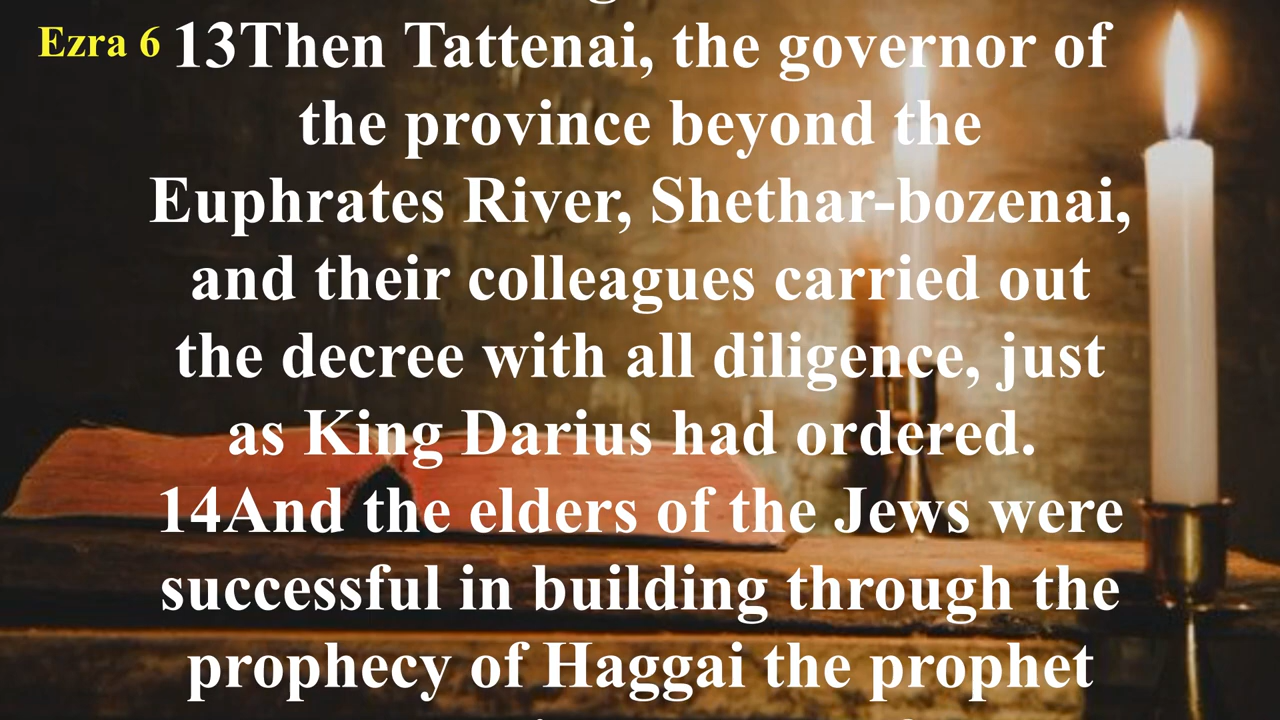 Ezra 6 13Then Tattenai, the governor of
the province beyond the
Euphrates River, Shethar-bozenai,
and their colleagues carried out
the decree with all diligence, just
as King Darius had ordered.
14And the elders of the Jews were
successful in building through the
prophecy of Haggai the prophet